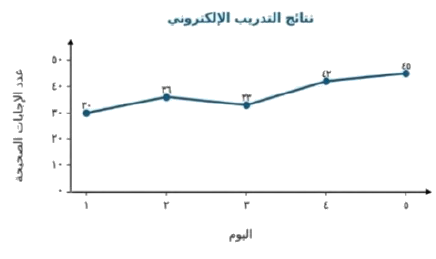 نتائج التدريب الإلكتروني
عدد الإجابات الصحيحة
٥٠
٤٠
٣٠
٢٠
١٠
٠
٣٠
٣٦
٣٣
٤٢
٤٥
١ ٢ ٣ ٤ ٥
اليوم